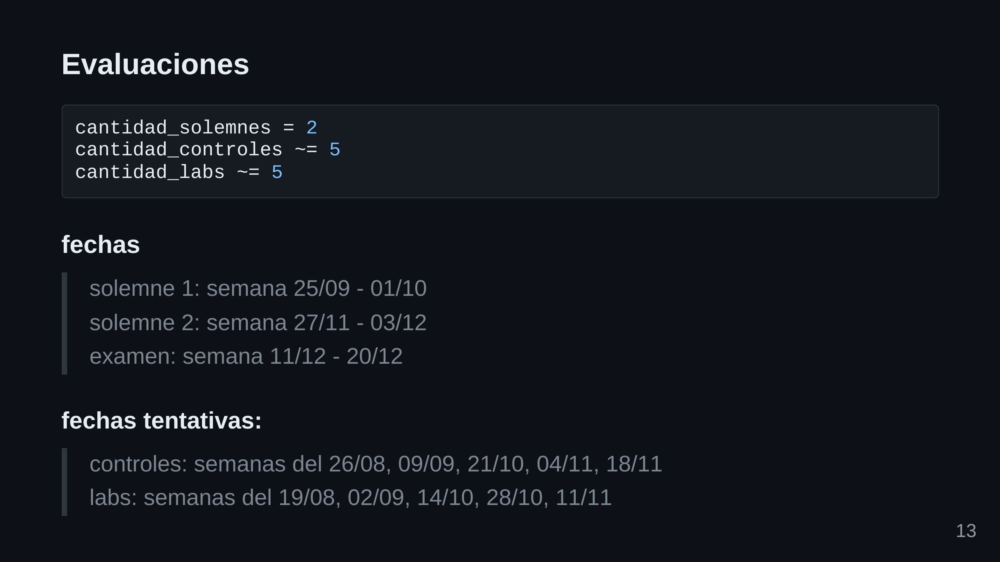 Evaluaciones
cantidad_solemnes = 2
cantidad_controles ~= 5
cantidad_labs ~= 5
fechas
solemne 1: semana 25/09 - 01/10
solemne 2: semana 27/11 - 03/12
examen: semana 11/12 - 20/12
fechas tentativas:
controles: semanas del 26/08, 09/09, 21/10, 04/11, 18/11
labs: semanas del 19/08, 02/09, 14/10, 28/10, 11/11
13